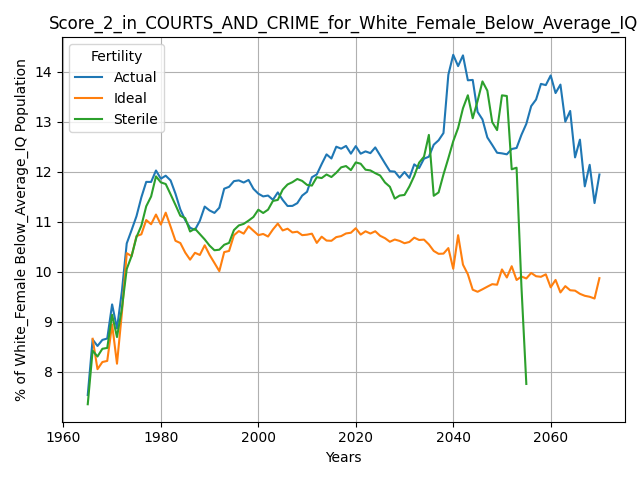 Score_2_in_COURTS_AND_CRIME_for_White_Female_Below_Average_IQ
Fertility
Actual
Ideal
Sterile
% of White_Female Below_Average_IQ Population
14
13
12
11
10
9
8
1960
1980
2000
2020
2040
2060
Years